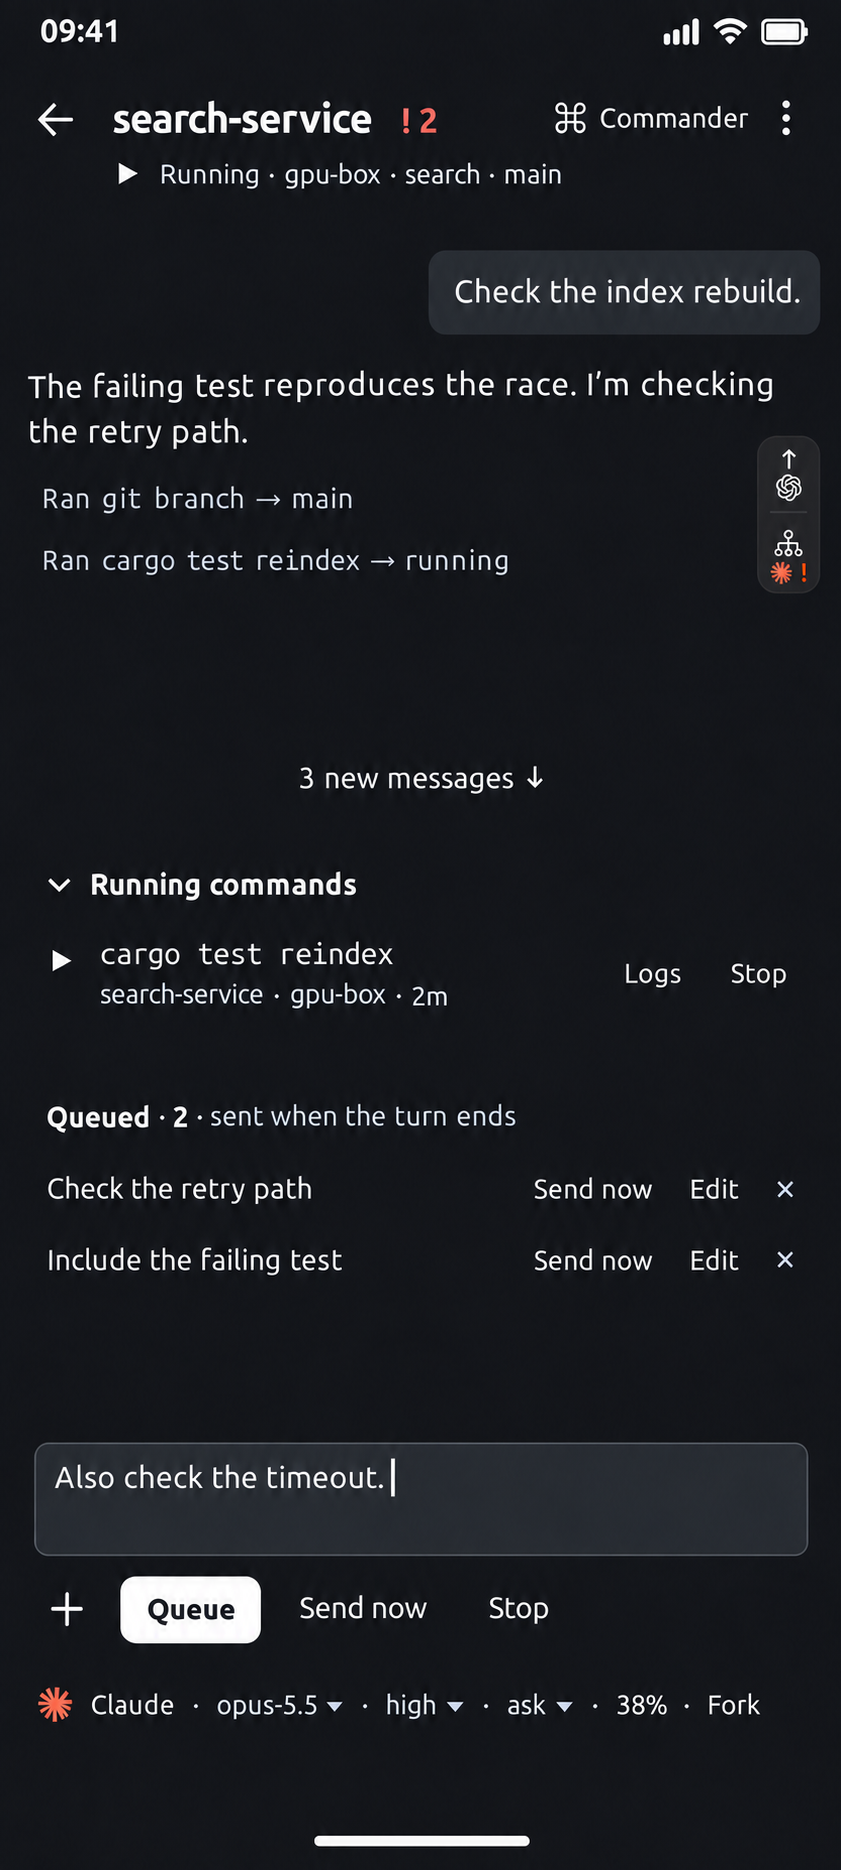 09:41
search-service ! 2 ⌘ Commander
Running · gpu-box · search · main
Check the index rebuild.
The failing test reproduces the race. I’m checking
the retry path.
Ran git branch → main
Ran cargo test reindex → running
!
3 new messages ↓
Running commands
cargo test reindex
search-service · gpu-box · 2m
Logs Stop
Queued · 2 · sent when the turn ends
Check the retry path Send now Edit ×
Include the failing test Send now Edit ×
Also check the timeout.
+ Queue Send now Stop
Claude · opus-5.5 · high · ask · 38% · Fork